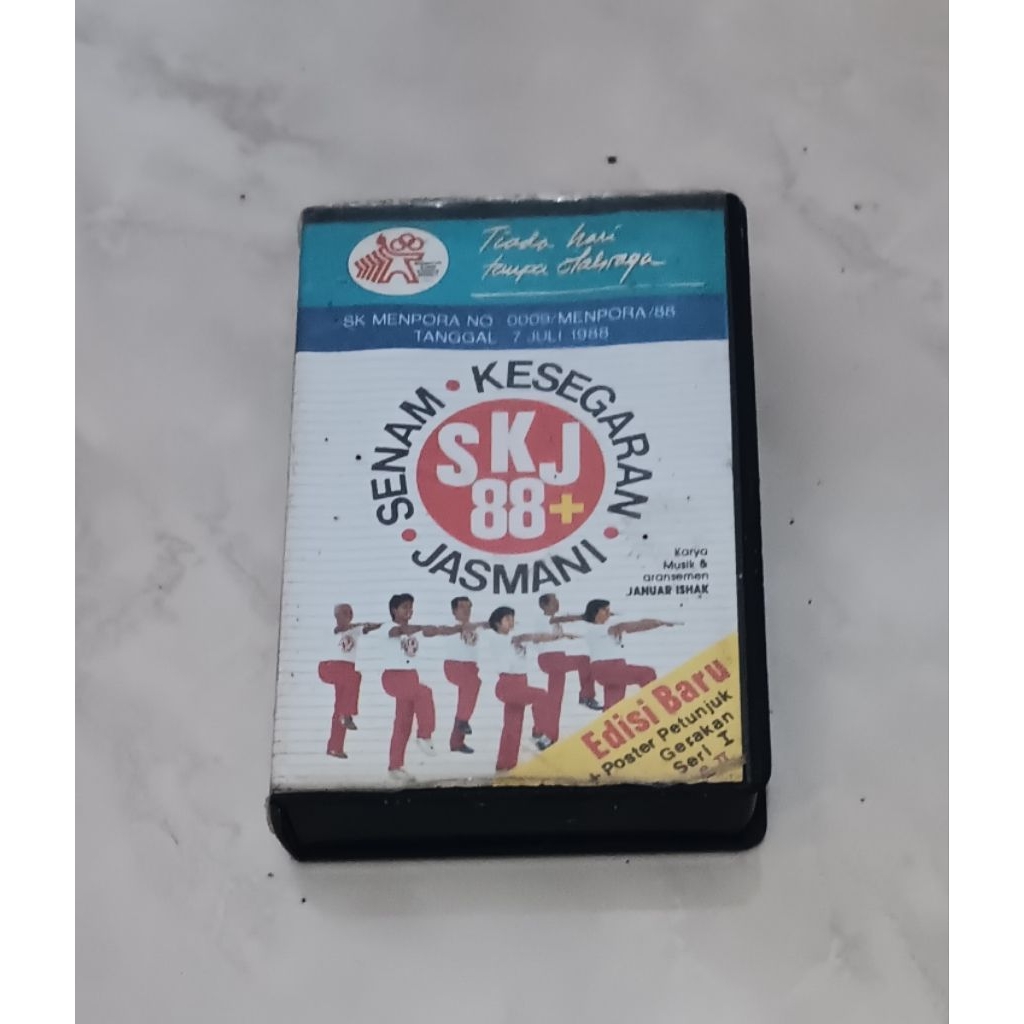 Tiada hari
tanpa Olahraga
SK MENPORA NO 0009/MENPORA/88
TANGGAL 7 JULI 1988
SENAM • KESEGARAN • JASMANI •
SKJ
88+
Karya
Musik &
aransemen
JANUAR ISHAK
Edisi Baru
+ Poster Petunjuk
Gerakan
Seri I